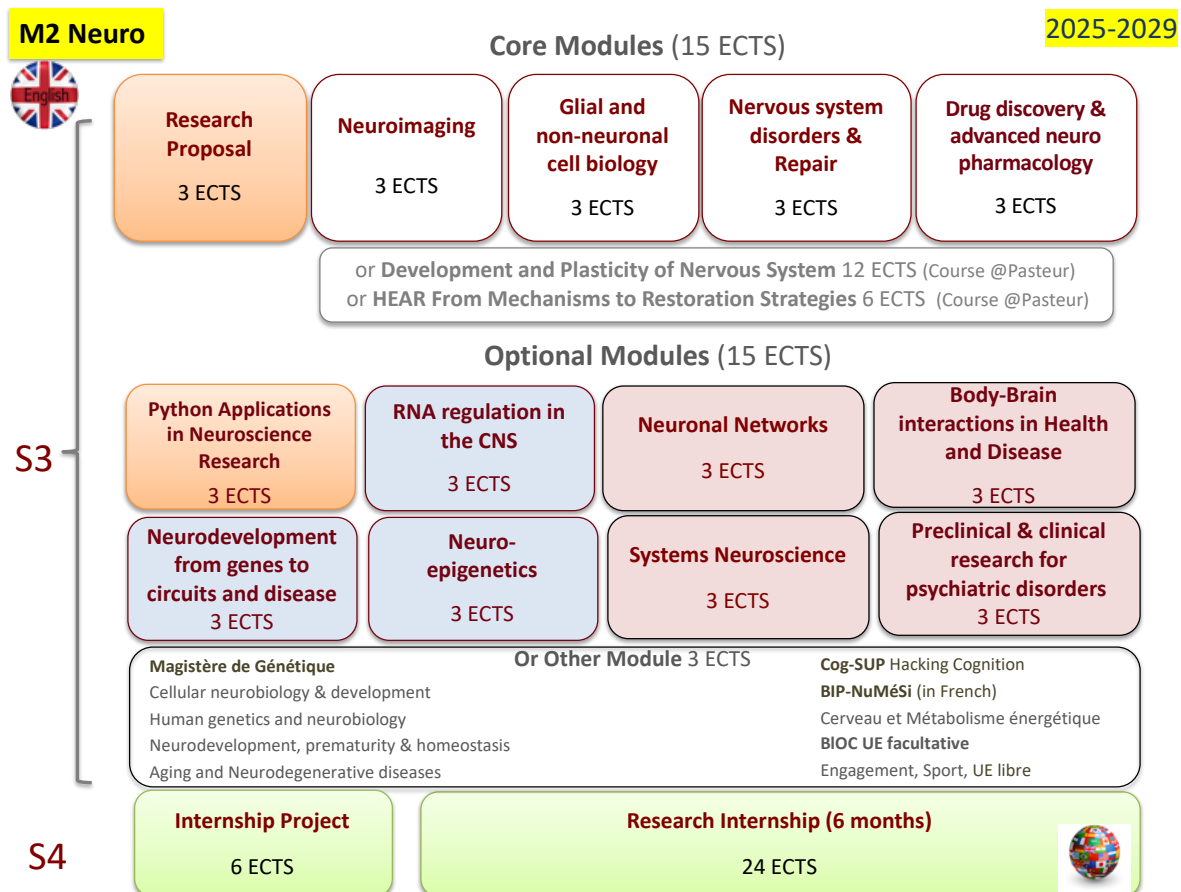 M2 Neuro
2025-2029
English
Core Modules (15 ECTS)
Research
Proposal
3 ECTS
Neuroimaging
3 ECTS
Glial and
non-neuronal
cell biology
3 ECTS
Nervous system
disorders &
Repair
3 ECTS
Drug discovery &
advanced neuro
pharmacology
3 ECTS
or Development and Plasticity of Nervous System 12 ECTS (Course @Pasteur)
or HEAR From Mechanisms to Restoration Strategies 6 ECTS (Course @Pasteur)
Optional Modules (15 ECTS)
S3
Python Applications
in Neuroscience
Research
3 ECTS
RNA regulation in
the CNS
3 ECTS
Neuronal Networks
3 ECTS
Body-Brain
interactions in Health
and Disease
3 ECTS
Neurodevelopment
from genes to
circuits and disease
3 ECTS
Neuro-
epigenetics
3 ECTS
Systems Neuroscience
3 ECTS
Preclinical & clinical
research for
psychiatric disorders
3 ECTS
Or Other Module 3 ECTS
Magistère de Génétique
Cellular neurobiology & development
Human genetics and neurobiology
Neurodevelopment, prematurity & homeostasis
Aging and Neurodegenerative diseases
Cog-SUP Hacking Cognition
BIP-NuMéSi (in French)
Cerveau et Métabolisme énergétique
BIOC UE facultative
Engagement, Sport, UE libre
S4
Internship Project
6 ECTS
Research Internship (6 months)
24 ECTS